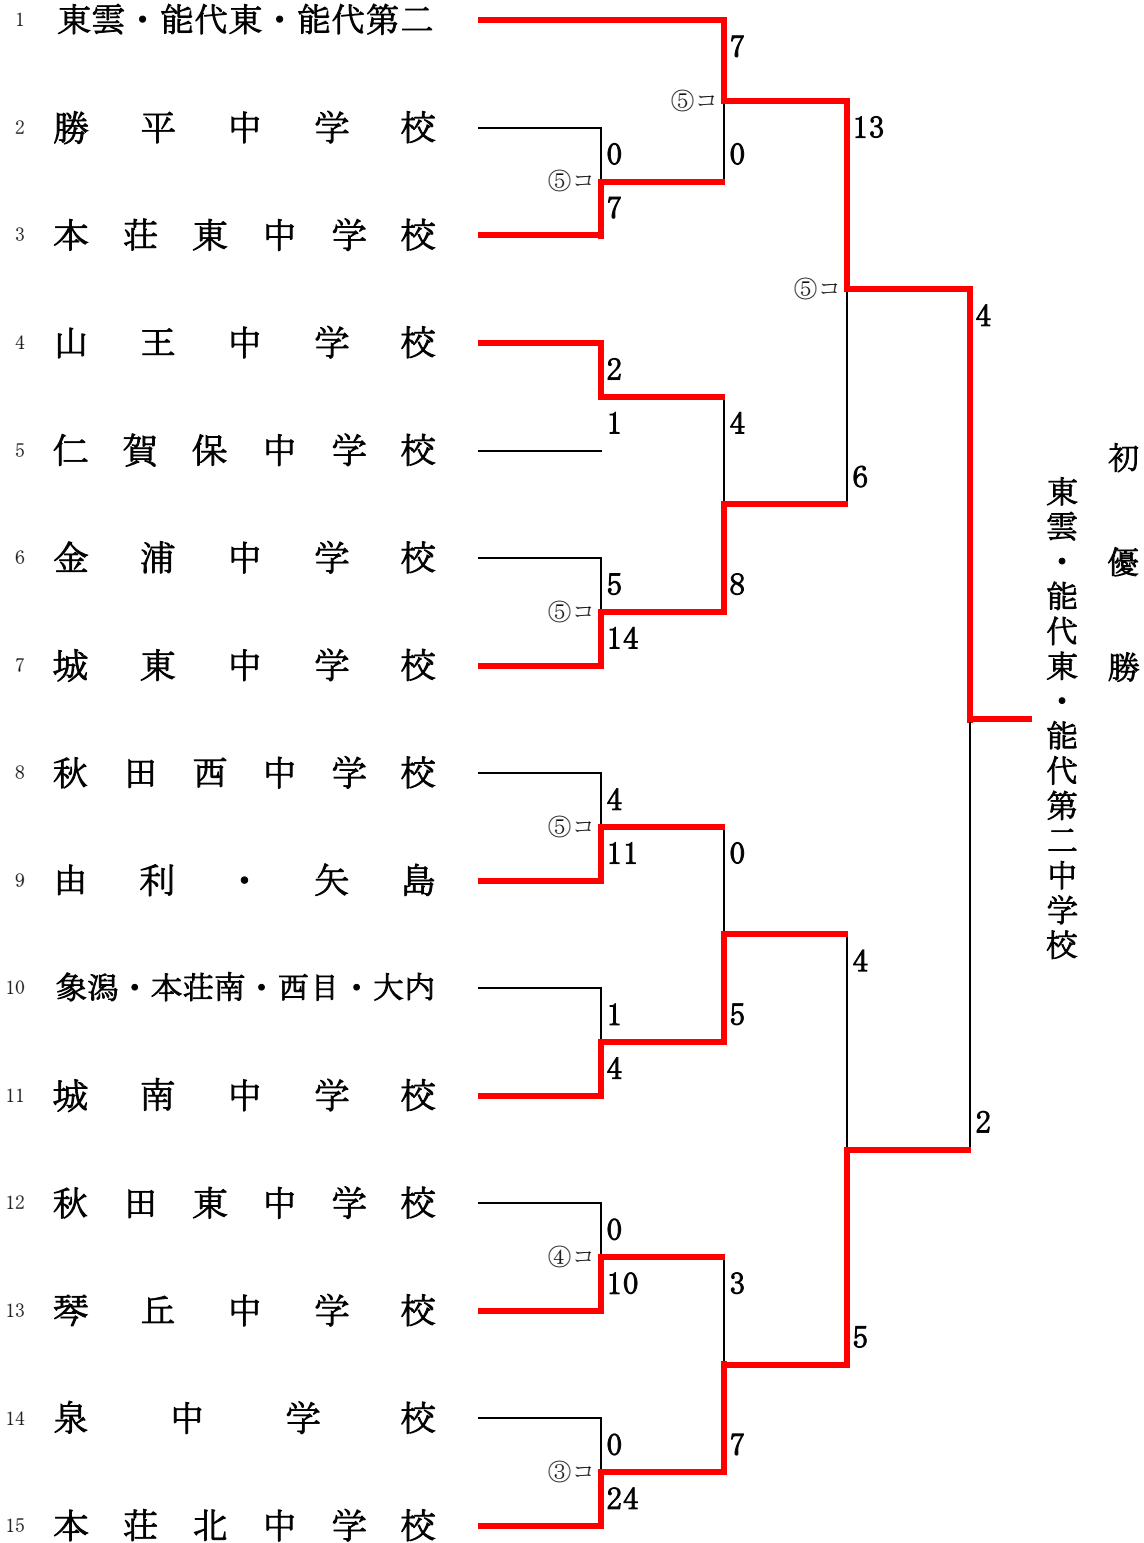 1 東雲・能代東・能代第二
7
⑤コ
13
2 勝平中学校
0
0
⑤コ
7
3 本荘東中学校
⑤コ
4
4 山王中学校
2
1
4
5 仁賀保中学校
6
6 金浦中学校
5
8
⑤コ
14
7 城東中学校
8 秋田西中学校
4
⑤コ
11
0
9 由利・矢島
4
10 象潟・本荘南・西目・大内
1
5
4
11 城南中学校
2
12 秋田東中学校
0
④コ
10
3
13 琴丘中学校
5
14 泉中学校
0
7
③コ
24
15 本荘北中学校
初優勝
東雲・能代東・能代第二中学校